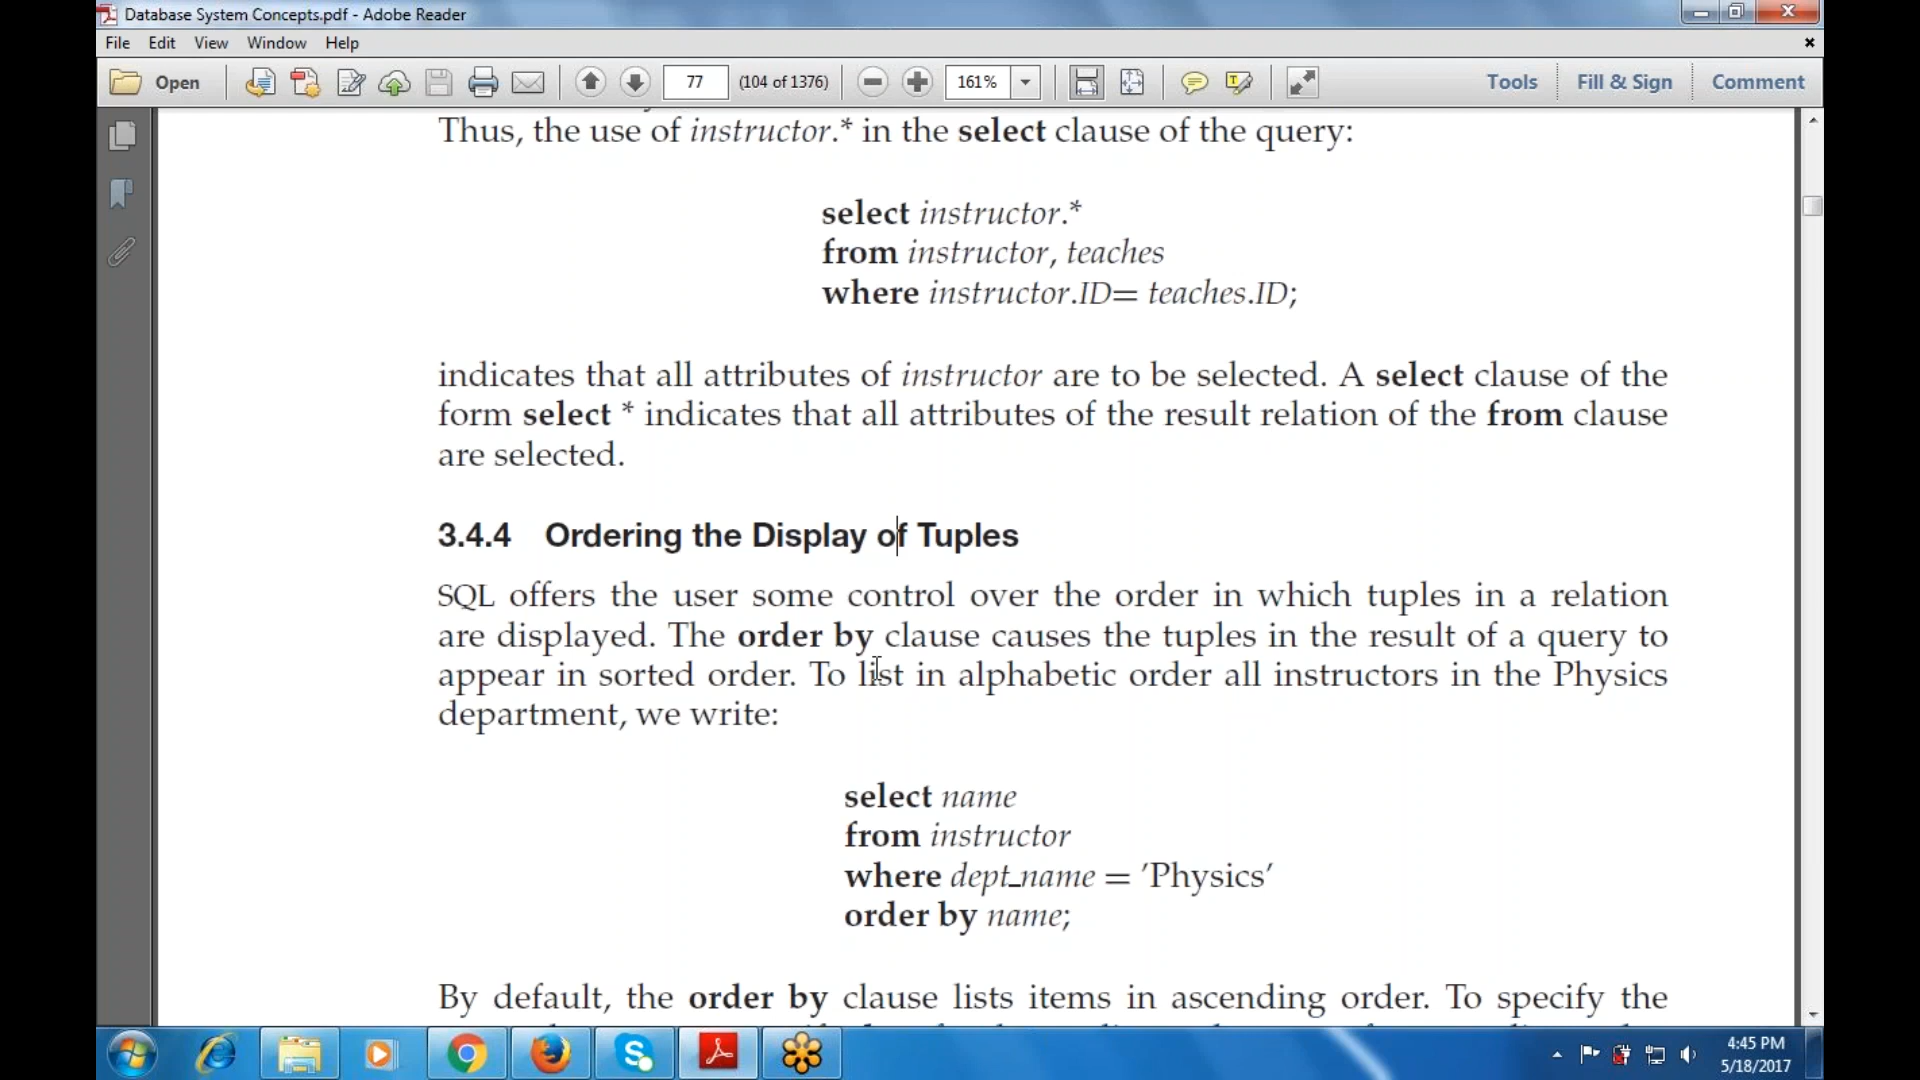 Database System Concepts.pdf - Adobe Reader
File Edit View Window Help
Open 77 (104 of 1376) 161% Tools Fill & Sign Comment
Thus, the use of instructor.* in the select clause of the query:
select instructor.*
from instructor, teaches
where instructor.ID= teaches.ID;
indicates that all attributes of instructor are to be selected. A select clause of the
form select * indicates that all attributes of the result relation of the from clause
are selected.
3.4.4 Ordering the Display of Tuples
SQL offers the user some control over the order in which tuples in a relation
are displayed. The order by clause causes the tuples in the result of a query to
appear in sorted order. To list in alphabetic order all instructors in the Physics
department, we write:
select name
from instructor
where dept_name = 'Physics'
order by name;
By default, the order by clause lists items in ascending order. To specify the
4:45 PM
5/18/2017